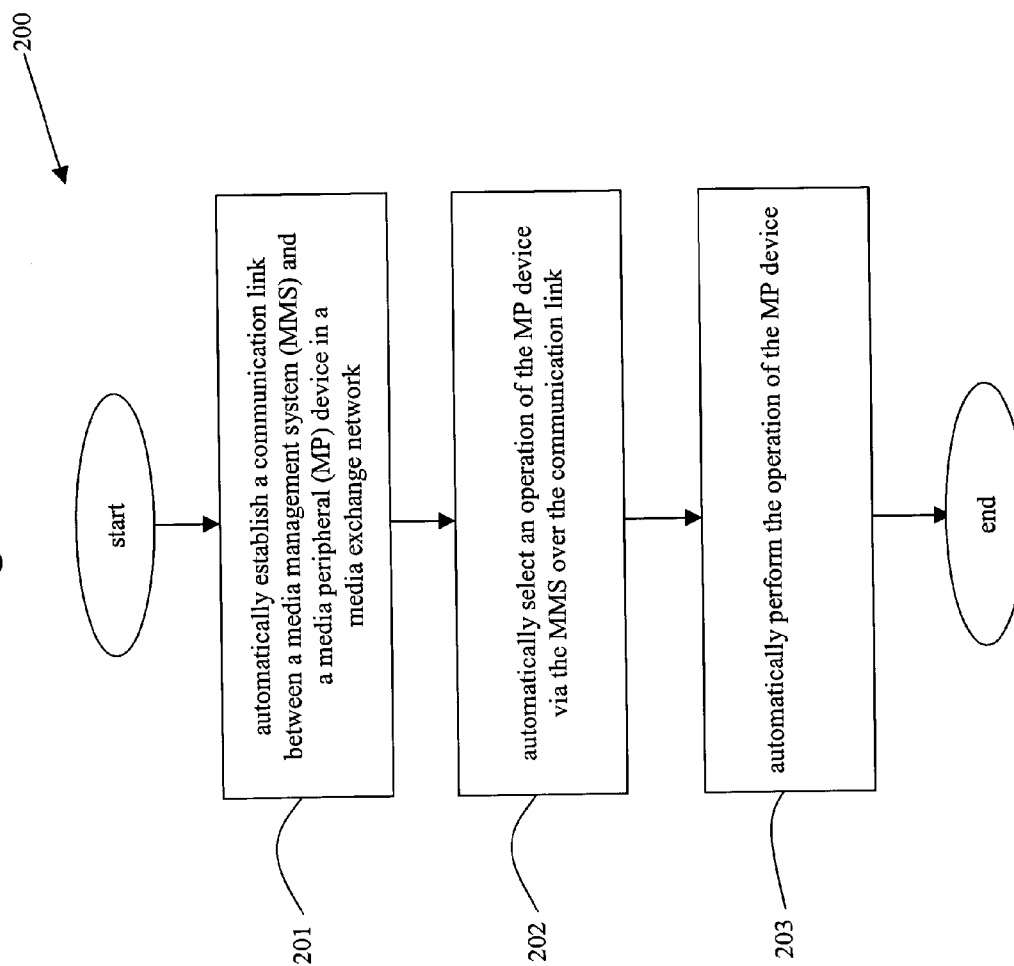 200
start
automatically establish a communication link
between a media management system (MMS) and
a media peripheral (MP) device in a
media exchange network
201
automatically select an operation of the MP device
via the MMS over the communication link
202
automatically perform the operation of the MP device
203
end